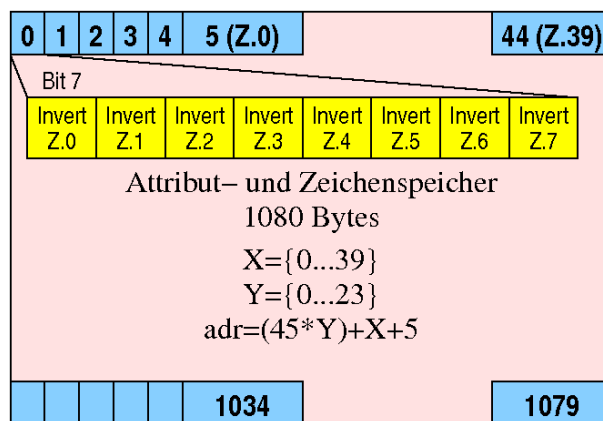 0 1 2 3 4 5 (Z.0) 44 (Z.39)
Bit 7
Invert Invert Invert Invert Invert Invert Invert Invert
Z.0 Z.1 Z.2 Z.3 Z.4 Z.5 Z.6 Z.7
Attribut– und Zeichenspeicher
1080 Bytes
X={0...39}
Y={0...23}
adr=(45*Y)+X+5
1034 1079